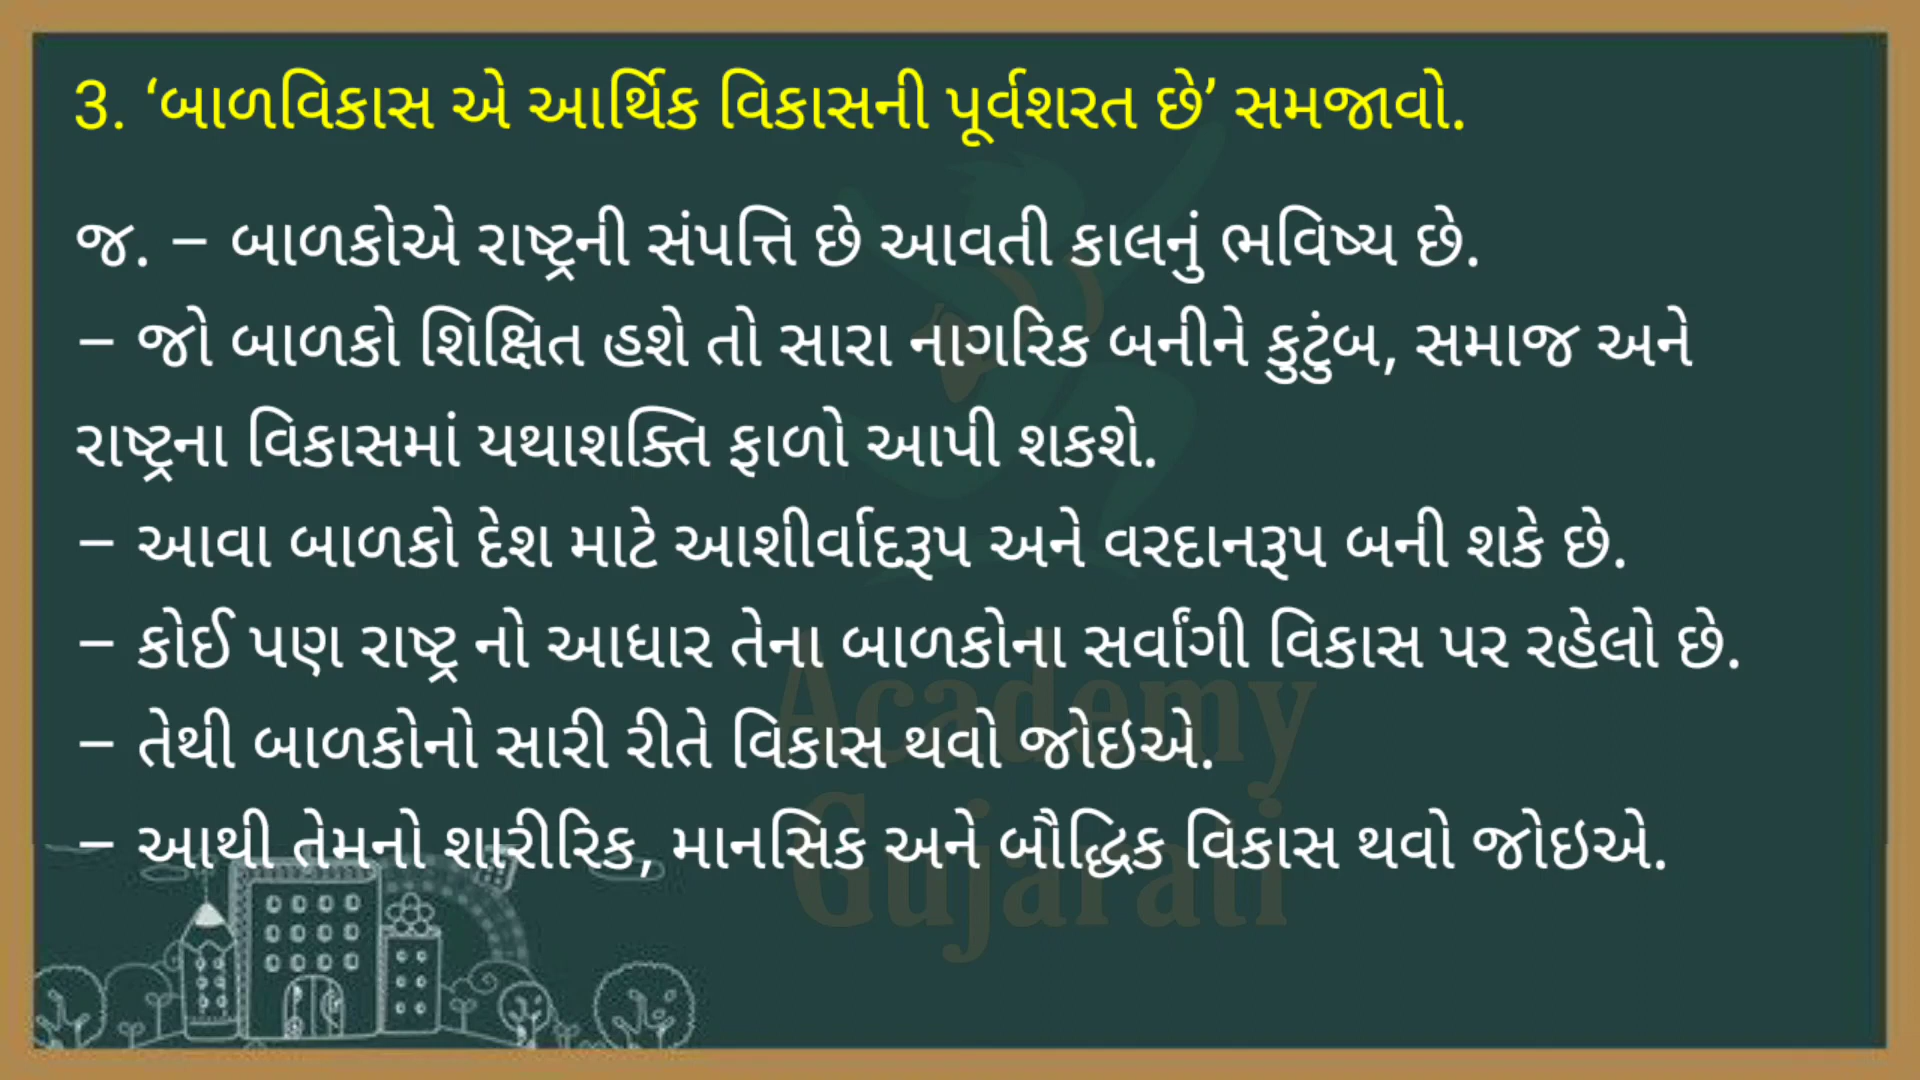 3. ‘બાળવિકાસ એ આર્થિક વિકાસની પૂર્વશરત છે’ સમજાવો.
જ. – બાળકોએ રાષ્ટ્રની સંપત્તિ છે આવતી કાલનું ભવિષ્ય છે.
– જો બાળકો શિક્ષિત હશે તો સારા નાગરિક બનીને કુટુંબ, સમાજ અને
રાષ્ટ્રના વિકાસમાં યથાશક્તિ ફાળો આપી શકશે.
– આવા બાળકો દેશ માટે આશીર્વાદરૂપ અને વરદાનરૂપ બની શકે છે.
– કોઈ પણ રાષ્ટ્ર નો આધાર તેના બાળકોના સર્વાંગી વિકાસ પર રહેલો છે.
– તેથી બાળકોનો સારી રીતે વિકાસ થવો જોઇએ.
– આથી તેમનો શારીરિક, માનસિક અને બૌદ્ધિક વિકાસ થવો જોઇએ.
Academy
Gujarati